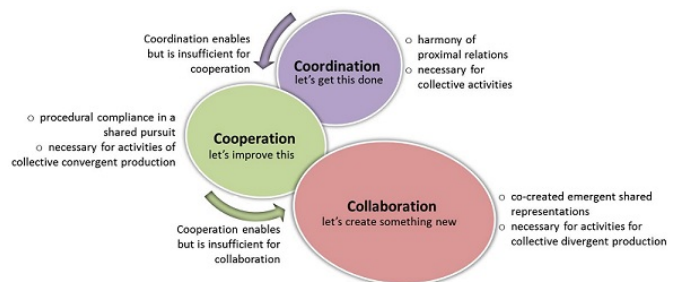 Coordination enables
but is insufficient for
cooperation
Coordination
let's get this done
o harmony of
proximal relations
o necessary for
collective activities
o procedural compliance in a
shared pursuit
o necessary for activities of
collective convergent production
Cooperation
let's improve this
Cooperation enables
but is insufficient for
collaboration
Collaboration
let's create something new
o co-created emergent shared
representations
o necessary for activities for
collective divergent production